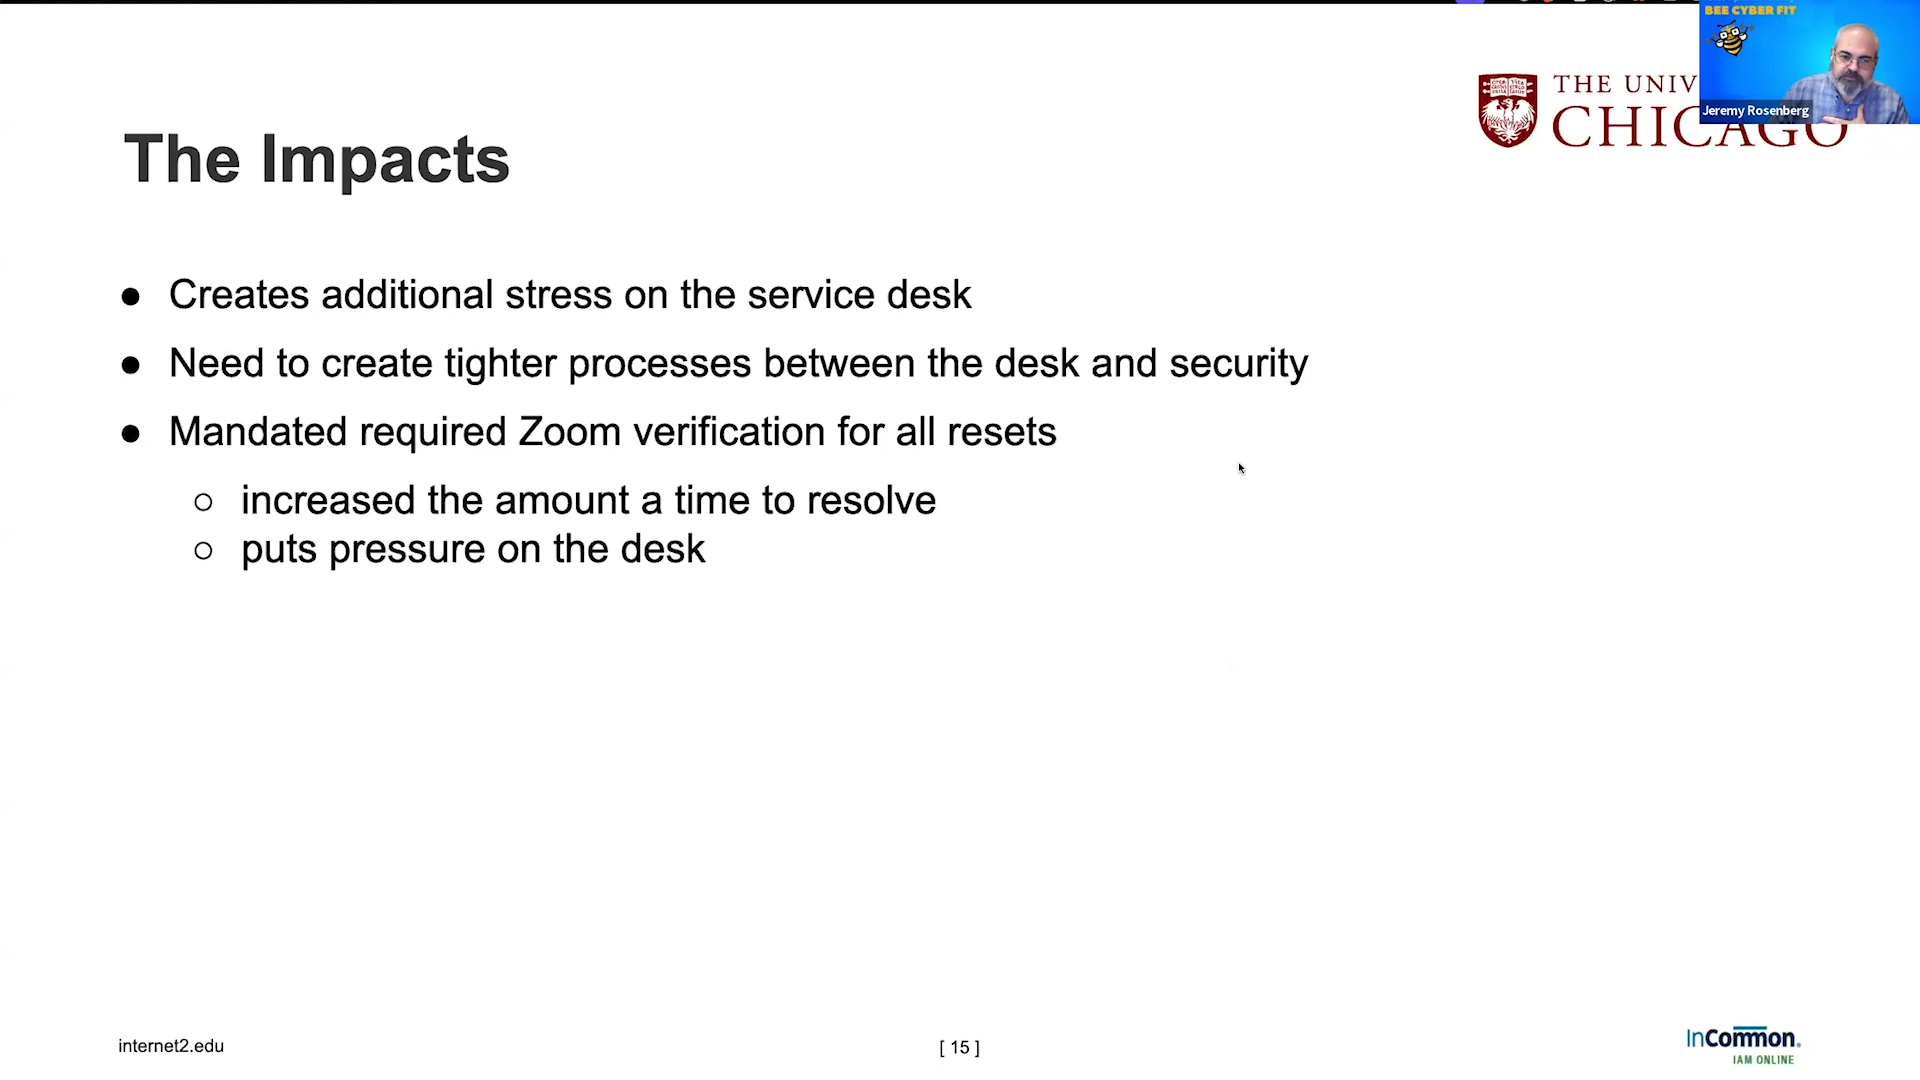 BEE CYBER FIT
Jeremy Rosenberg
THE UNIV
CHICAGO
The Impacts
● Creates additional stress on the service desk
● Need to create tighter processes between the desk and security
● Mandated required Zoom verification for all resets
○ increased the amount a time to resolve
○ puts pressure on the desk
internet2.edu
[ 15 ]
InCommon.
IAM ONLINE